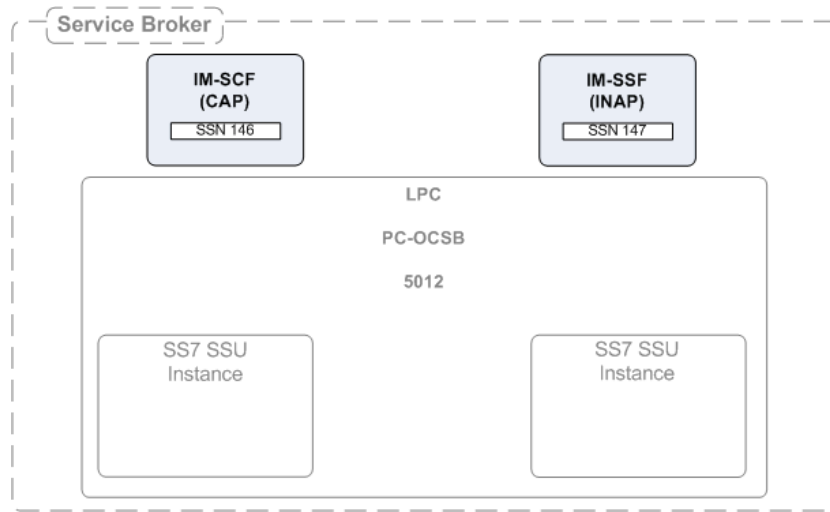 Service Broker
IM-SCF
(CAP)
SSN 146
IM-SSF
(INAP)
SSN 147
LPC
PC-OCSB
5012
SS7 SSU
Instance
SS7 SSU
Instance